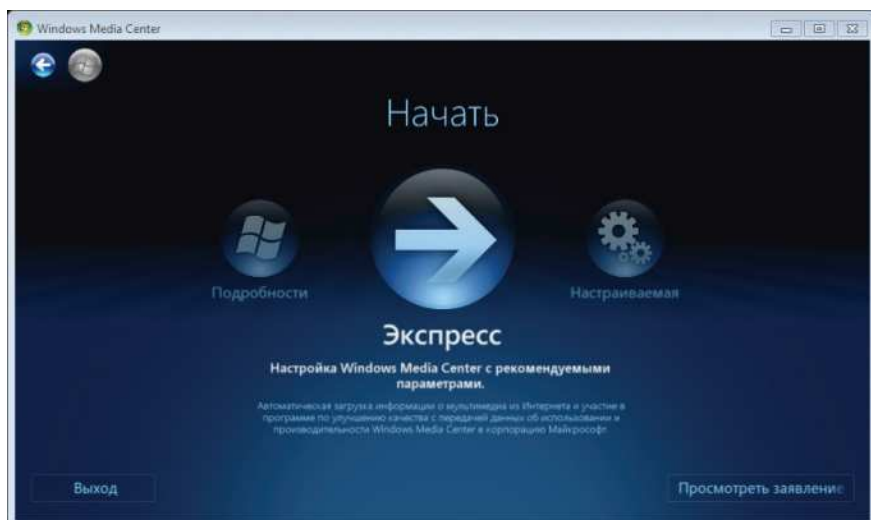 Windows Media Center
Начать
Подробности
Настраиваемая
Экспресс
Настройка Windows Media Center с рекомендуемыми
параметрами.
Автоматическая загрузка информации о мультимедиа из Интернета и участие в
программе по улучшению качества с передачей данных об использовании и
производительности Windows Media Center в корпорацию Майкрософт.
Выход
Просмотреть заявление